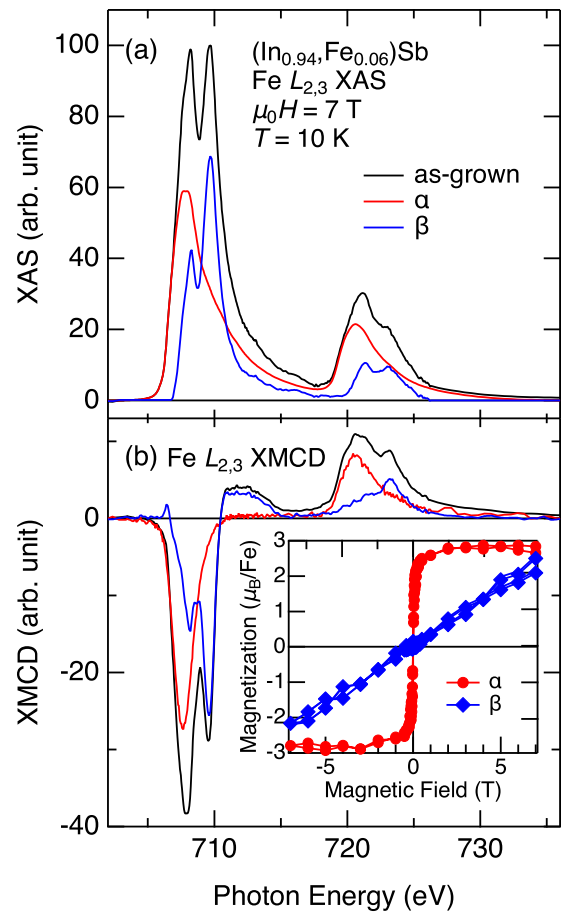 (a)
(In0.94,Fe0.06)Sb
Fe L2,3 XAS
μ0H = 7 T
T = 10 K
as-grown
α
β
XAS (arb. unit)
100
80
60
40
20
0
(b) Fe L2,3 XMCD
XMCD (arb. unit)
0
-20
-40
Magnetization (μB/Fe)
3
2
1
0
-1
-2
-3
α
β
-5 0 5
Magnetic Field (T)
710 720 730
Photon Energy (eV)